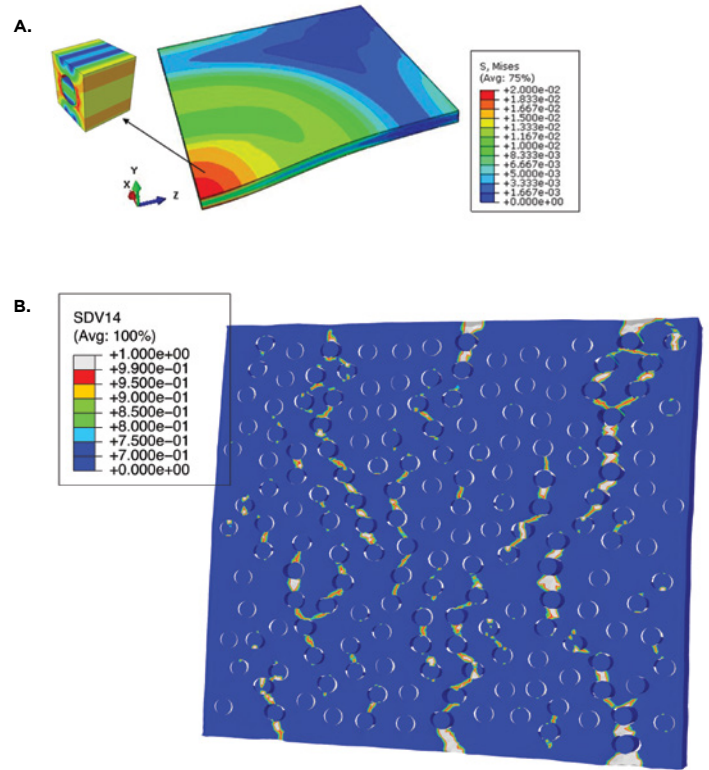 A.
S, Mises
(Avg: 75%)
+2.000e-02
+1.833e-02
+1.667e-02
+1.500e-02
+1.333e-02
+1.167e-02
+1.000e-02
+8.333e-03
+6.667e-03
+5.000e-03
+3.333e-03
+1.667e-03
+0.000e+00
Y
X
Z
B.
SDV14
(Avg: 100%)
+1.000e+00
+9.900e-01
+9.500e-01
+9.000e-01
+8.500e-01
+8.000e-01
+7.500e-01
+7.000e-01
+0.000e+00